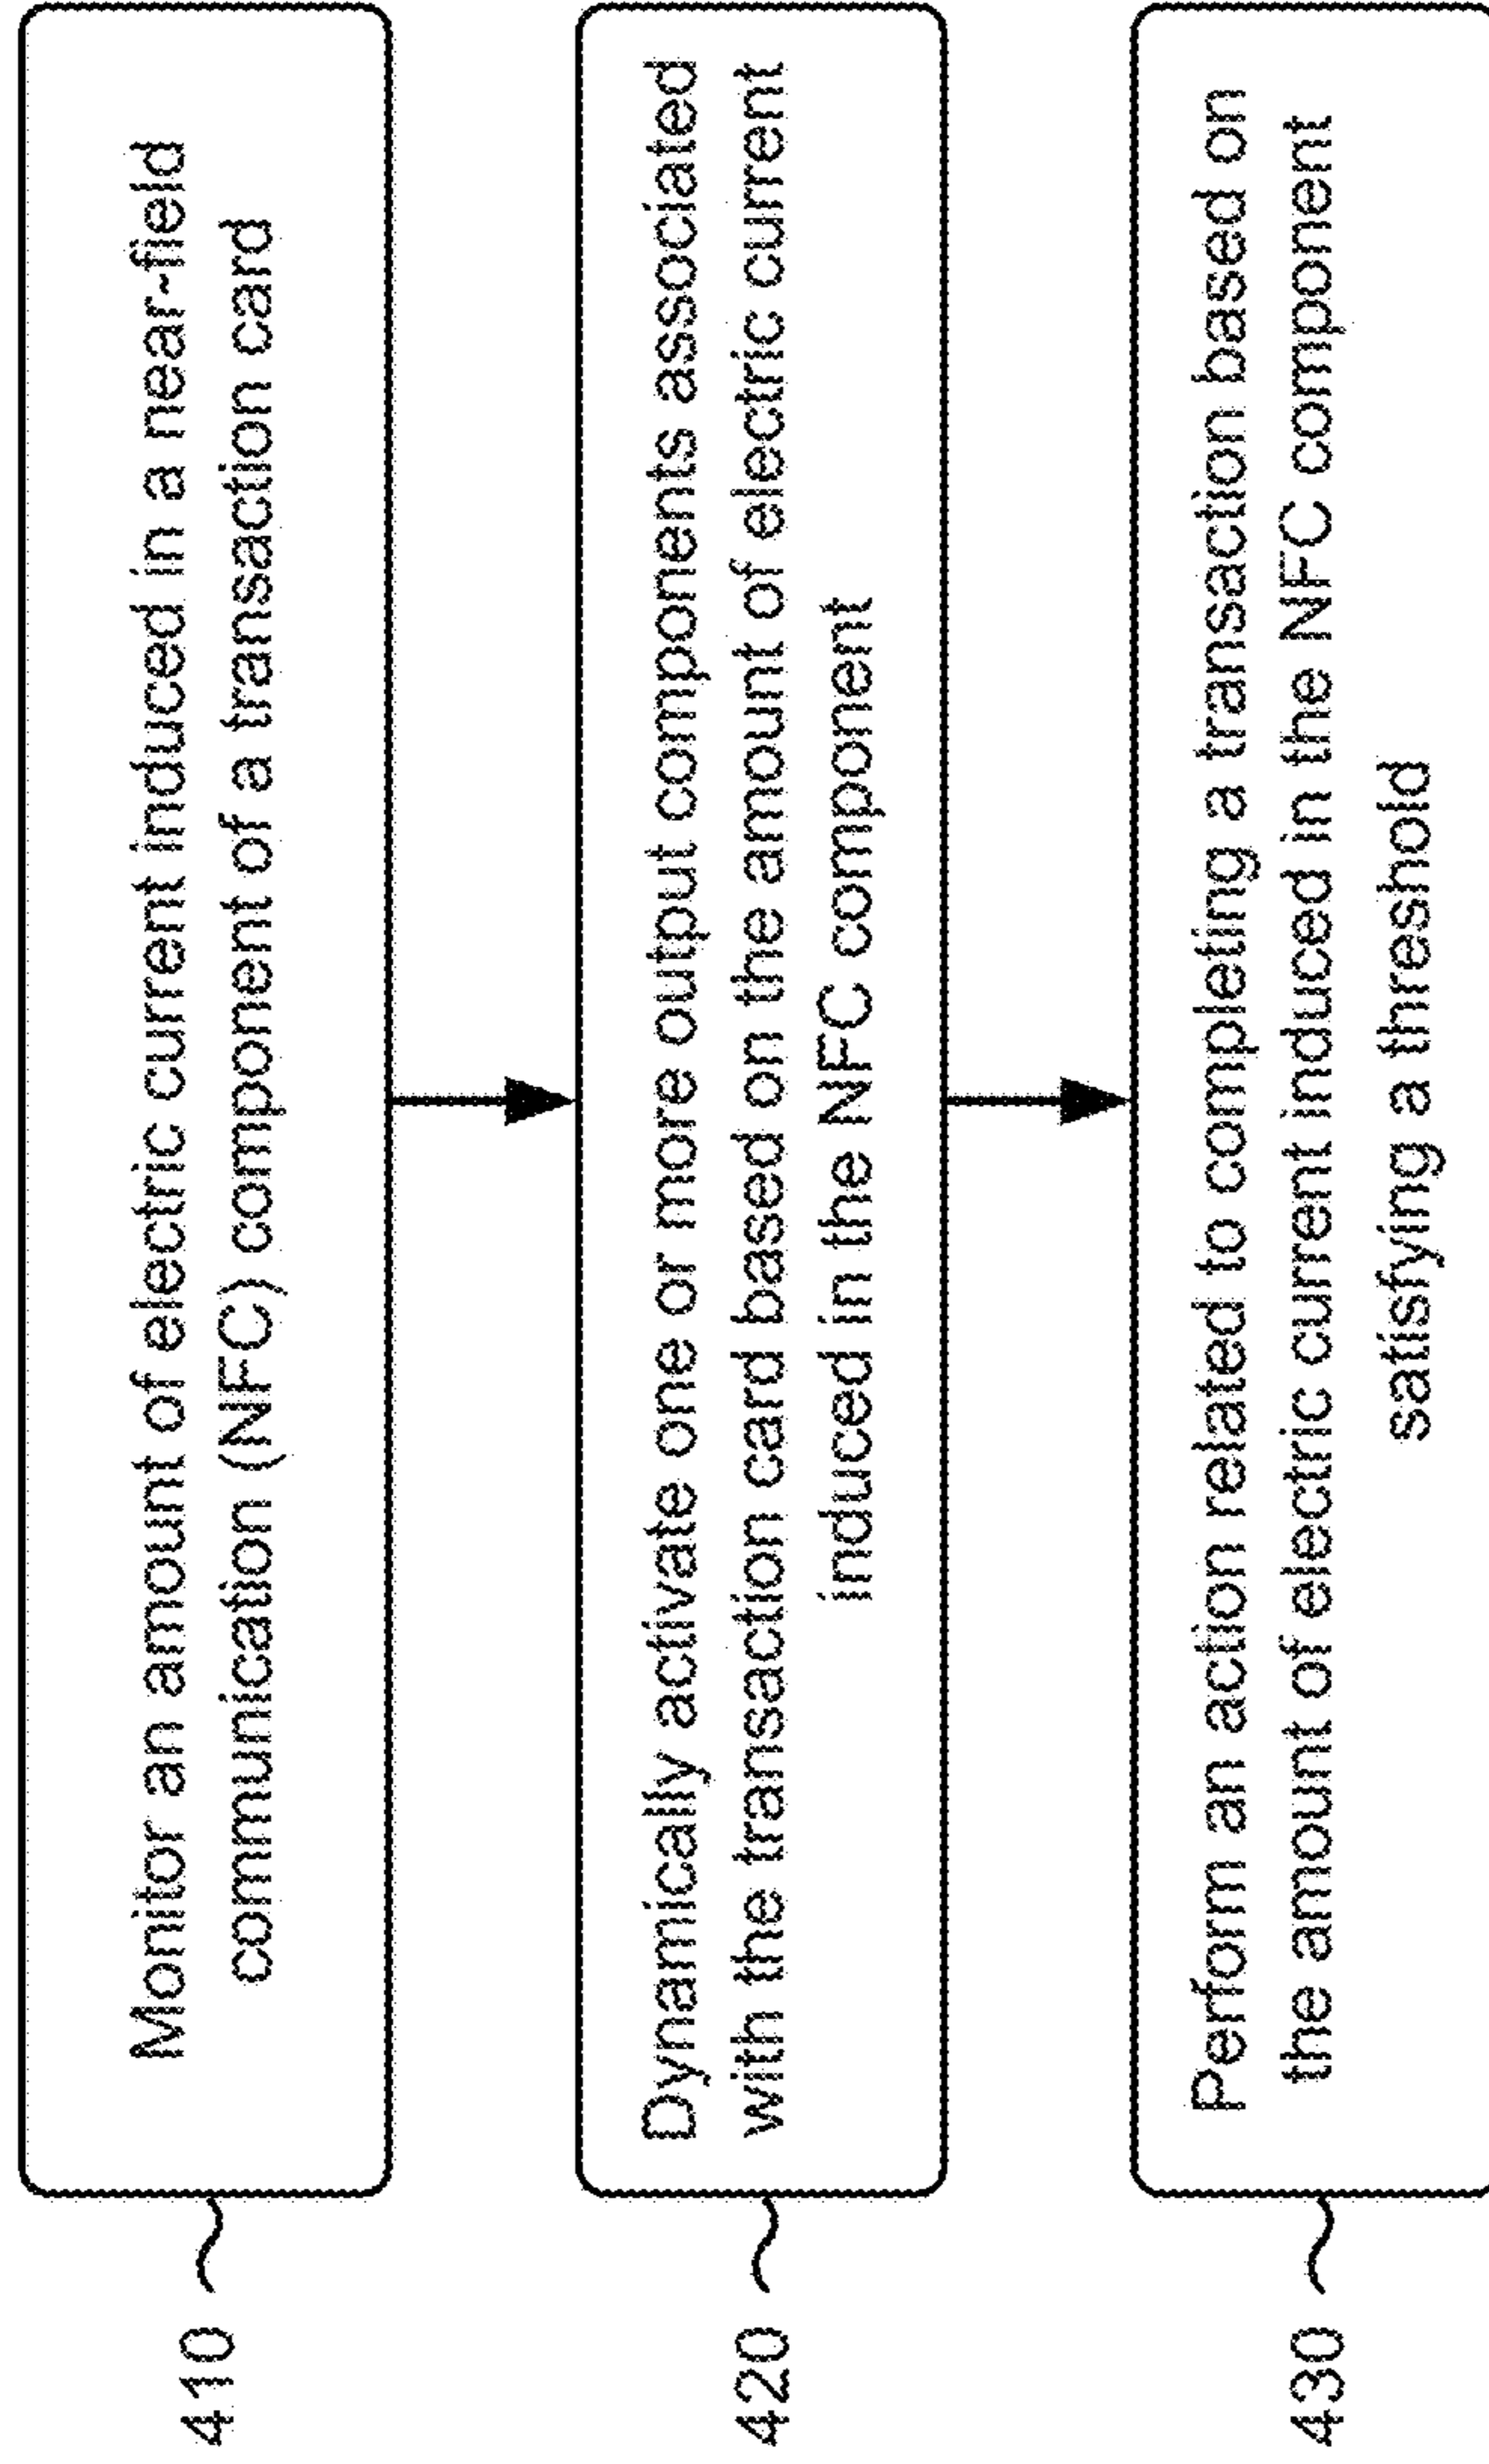 410
Monitor an amount of electric current induced in a near-field
communication (NFC) component of a transaction card
420
Dynamically activate one or more output components associated
with the transaction card based on the amount of electric current
induced in the NFC component
430
Perform an action related to completing a transaction based on
the amount of electric current induced in the NFC component
satisfying a threshold